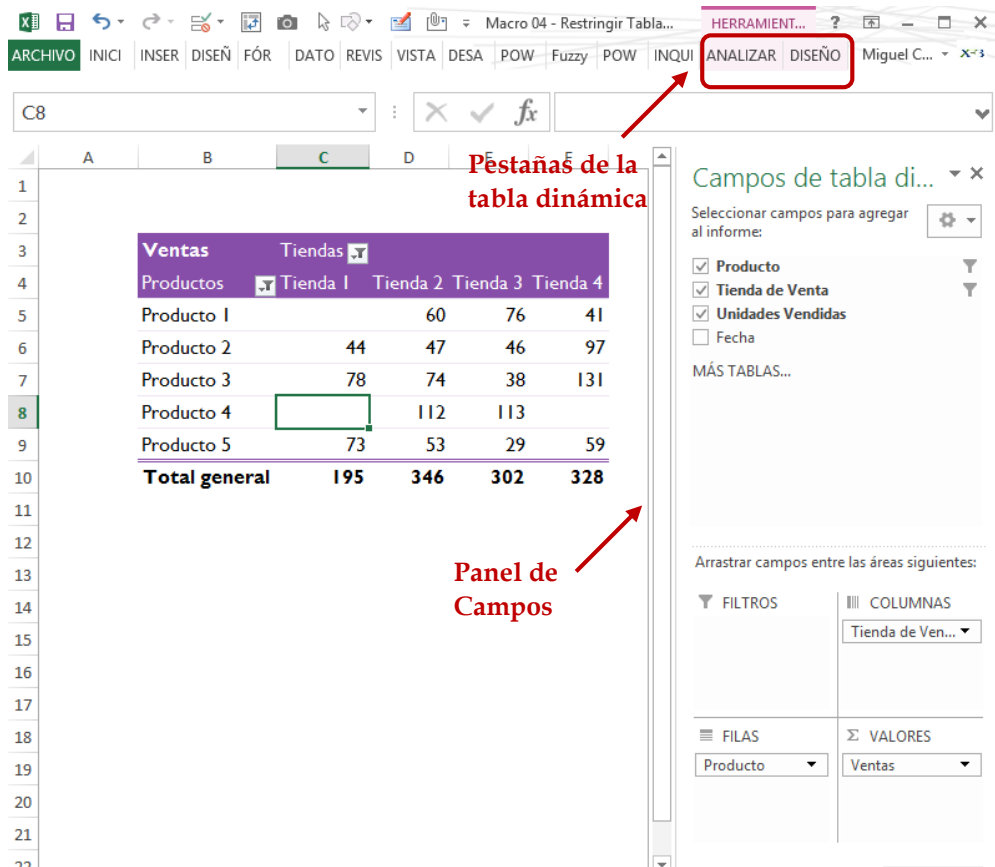 Macro 04 - Restringir Tabla... HERRAMIENT... ?
ARCHIVO INICI INSER DISEÑ FÓR DATO REVIS VISTA DESA POW Fuzzy POW INQUI ANALIZAR DISEÑO Miguel C...
C8 fx
A B C D E F
Pestañas de la
tabla dinámica
1
2
3 Ventas Tiendas
4 Productos Tienda 1 Tienda 2 Tienda 3 Tienda 4
5 Producto 1 60 76 41
6 Producto 2 44 47 46 97
7 Producto 3 78 74 38 131
8 Producto 4 112 113
9 Producto 5 73 53 29 59
10 Total general 195 346 302 328
11
12
13
14
15
16
17
18
19
20
21
22
Panel de
Campos
Campos de tabla di...
Seleccionar campos para agregar
al informe:
Producto
Tienda de Venta
Unidades Vendidas
Fecha
MÁS TABLAS...
Arrastrar campos entre las áreas siguientes:
FILTROS
COLUMNAS
Tienda de Ven...
FILAS
Producto
Σ VALORES
Ventas